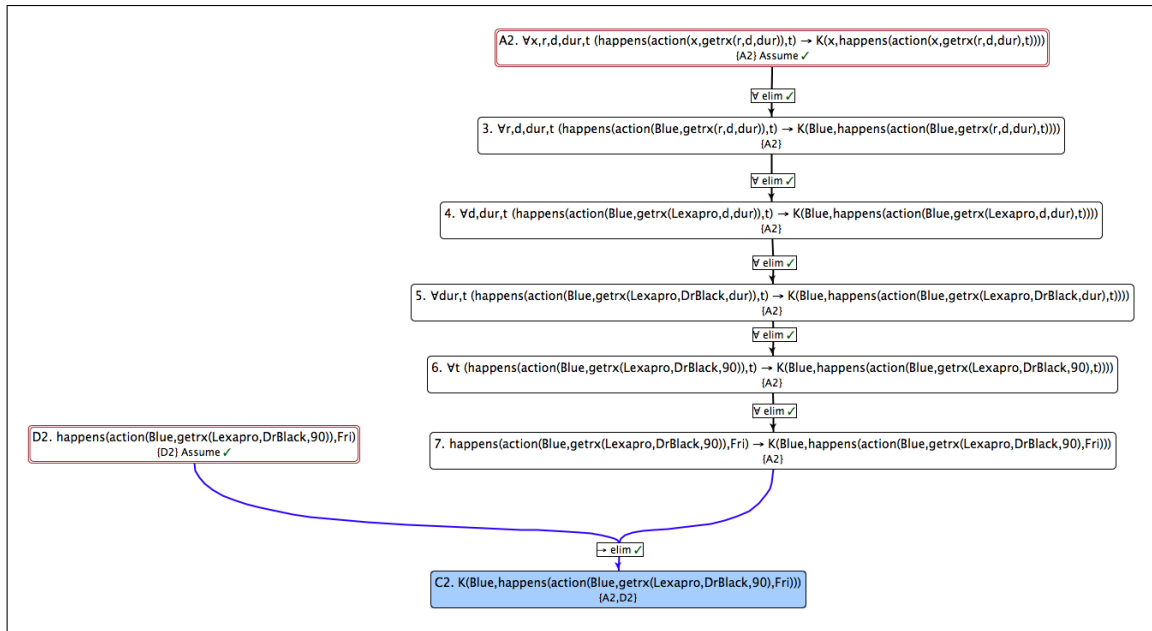 A2. ∀x,r,d,dur,t (happens(action(x,getrx(r,d,dur)),t) → K(x,happens(action(x,getrx(r,d,dur),t))))
{A2} Assume ✓
∀ elim ✓
3. ∀r,d,dur,t (happens(action(Blue,getrx(r,d,dur)),t) → K(Blue,happens(action(Blue,getrx(r,d,dur),t))))
{A2}
∀ elim ✓
4. ∀d,dur,t (happens(action(Blue,getrx(Lexapro,d,dur)),t) → K(Blue,happens(action(Blue,getrx(Lexapro,d,dur),t))))
{A2}
∀ elim ✓
5. ∀dur,t (happens(action(Blue,getrx(Lexapro,DrBlack,dur)),t) → K(Blue,happens(action(Blue,getrx(Lexapro,DrBlack,dur),t))))
{A2}
∀ elim ✓
6. ∀t (happens(action(Blue,getrx(Lexapro,DrBlack,90)),t) → K(Blue,happens(action(Blue,getrx(Lexapro,DrBlack,90),t))))
{A2}
∀ elim ✓
D2. happens(action(Blue,getrx(Lexapro,DrBlack,90)),Fri)
{D2} Assume ✓
7. happens(action(Blue,getrx(Lexapro,DrBlack,90)),Fri) → K(Blue,happens(action(Blue,getrx(Lexapro,DrBlack,90),Fri)))
{A2}
→ elim ✓
C2. K(Blue,happens(action(Blue,getrx(Lexapro,DrBlack,90),Fri)))
{A2,D2}